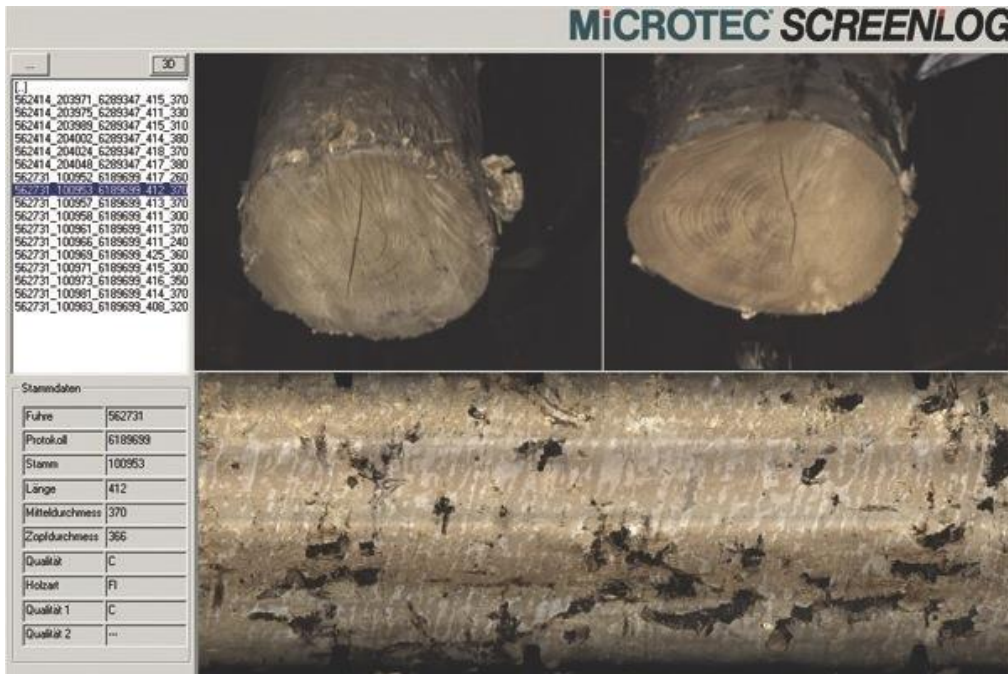 MiCROTEC SCREENLOG
... 3D
[..]
562414_203971_6289347_415_370
562414_203975_6289347_411_330
562414_203989_6289347_415_310
562414_204002_6289347_414_380
562414_204024_6289347_418_370
562414_204048_6289347_417_380
562731_100952_6189699_417_260
562731_100953_6189699_412_370
562731_100957_6189699_413_370
562731_100958_6189699_411_300
562731_100961_6189699_411_370
562731_100966_6189699_411_240
562731_100969_6189699_425_360
562731_100971_6189699_415_300
562731_100973_6189699_416_350
562731_100981_6189699_414_370
562731_100983_6189699_408_320
Stammdaten
Fuhre 562731
Protokoll 6189699
Stamm 100953
Länge 412
Mitteldurchmess 370
Zopfdurchmess 366
Qualität C
Holzart FI
Qualität 1 C
Qualität 2 ---